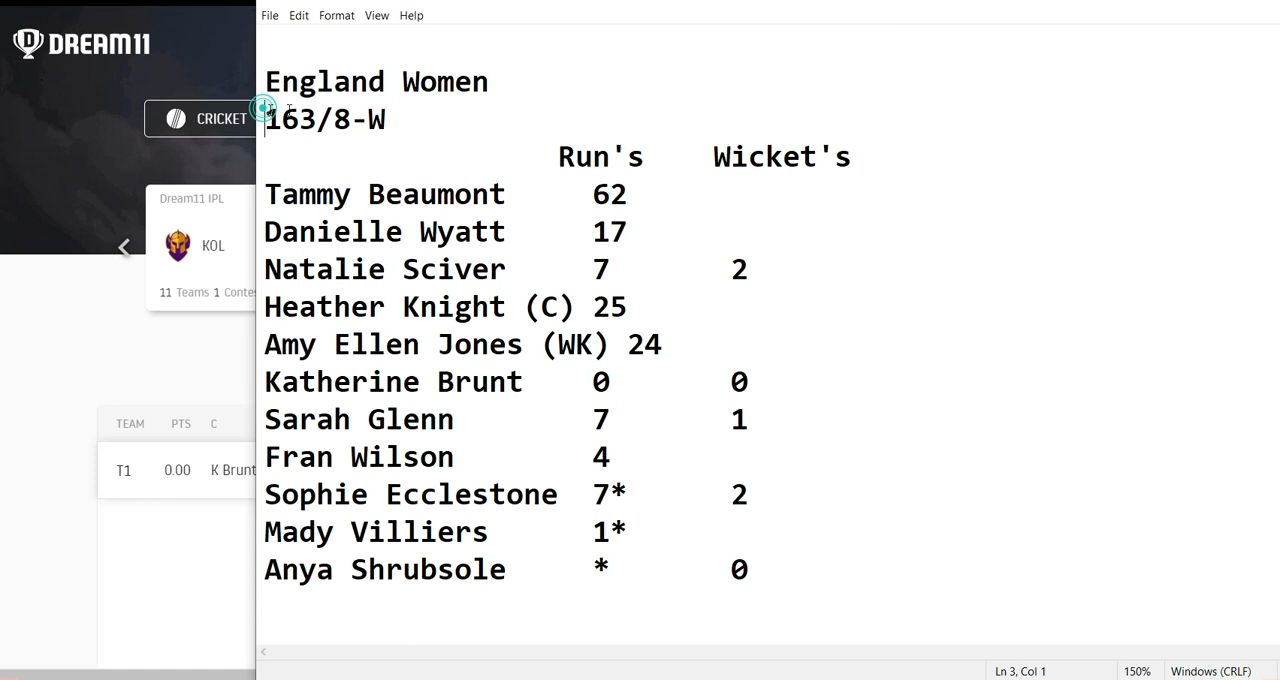 File Edit Format View Help
DREAM11
CRICKET
Dream11 IPL
KOL
11 Teams 1 Conte
TEAM PTS C
T1 0.00 K Brunt
England Women
163/8-W
Run's Wicket's
Tammy Beaumont 62
Danielle Wyatt 17
Natalie Sciver 7 2
Heather Knight (C) 25
Amy Ellen Jones (WK) 24
Katherine Brunt 0 0
Sarah Glenn 7 1
Fran Wilson 4
Sophie Ecclestone 7* 2
Mady Villiers 1*
Anya Shrubsole * 0
Ln 3, Col 1 150% Windows (CRLF)